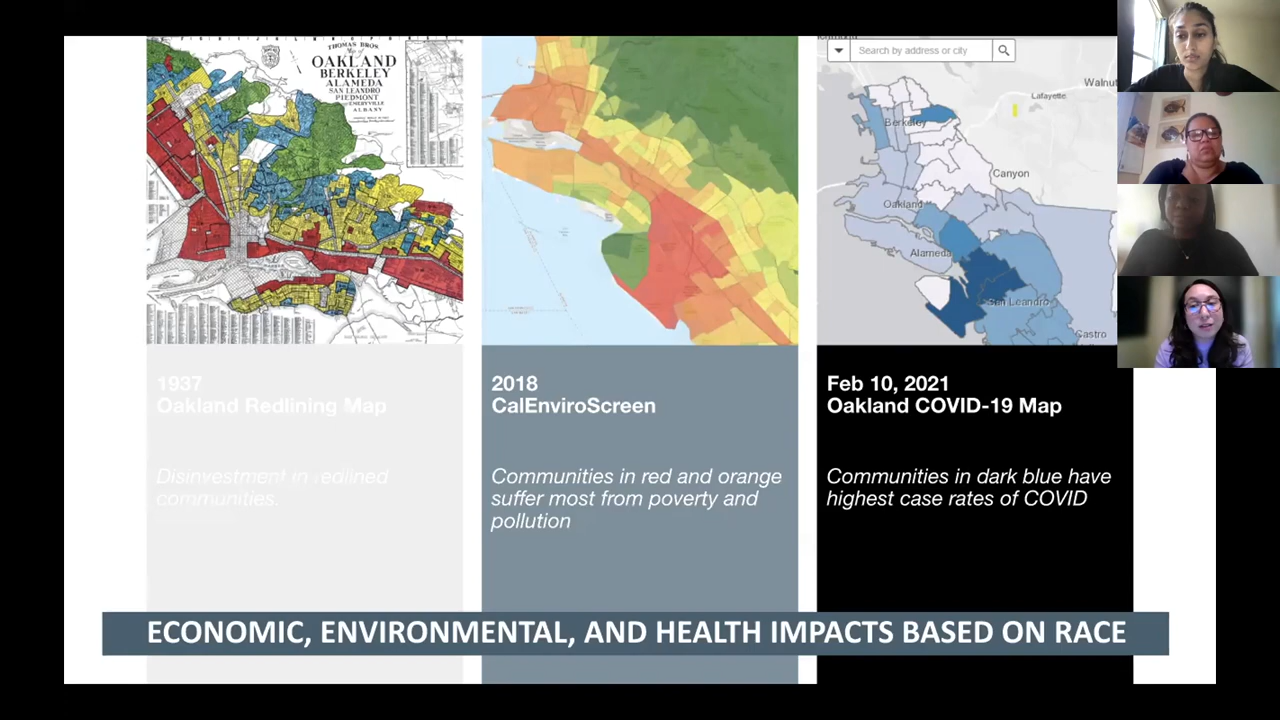 THOMAS BROS.
Map of
OAKLAND
BERKELEY
ALAMEDA
SAN LEANDRO
PIEDMONT
EMERYVILLE
ALBANY
Search by address or city
Walnut
Lafayette
Berkeley
Canyon
Oakland
Alameda
San Leandro
Castro
1937
Oakland Redlining Map
Disinvestment in redlined
communities.
2018
CalEnviroScreen
Communities in red and orange
suffer most from poverty and
pollution
Feb 10, 2021
Oakland COVID-19 Map
Communities in dark blue have
highest case rates of COVID
ECONOMIC, ENVIRONMENTAL, AND HEALTH IMPACTS BASED ON RACE